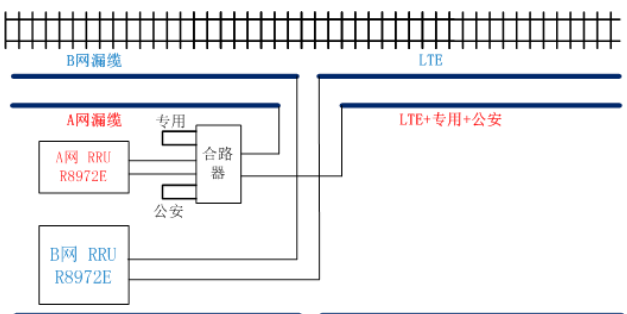 B网漏缆
LTE
A网漏缆
专用
LTE+专用+公安
A网 RRU
R8972E
合路
器
公安
B网 RRU
R8972E